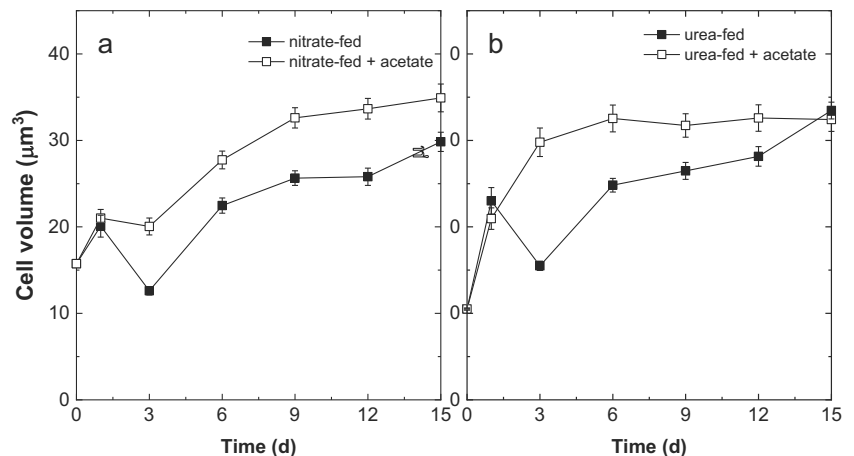 a
nitrate-fed
nitrate-fed + acetate
b
urea-fed
urea-fed + acetate
Cell volume (μm³)
40
30
20
10
0
0
0
0
0
0
0 3 6 9 12 15
0 3 6 9 12 15
Time (d)
Time (d)